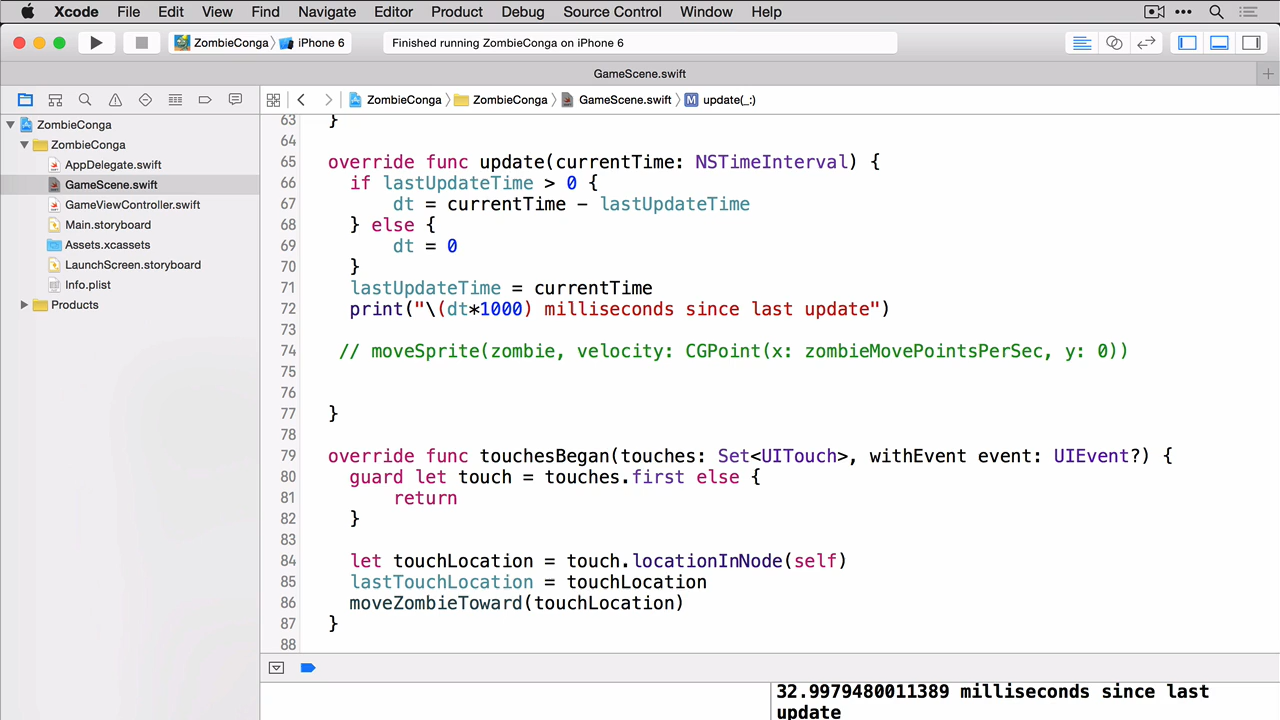 Xcode File Edit View Find Navigate Editor Product Debug Source Control Window Help
ZombieConga iPhone 6 Finished running ZombieConga on iPhone 6
GameScene.swift
ZombieConga ZombieConga GameScene.swift M update(_:)
ZombieConga
ZombieConga
AppDelegate.swift
GameScene.swift
GameViewController.swift
Main.storyboard
Assets.xcassets
LaunchScreen.storyboard
Info.plist
Products
63 }
64
65 override func update(currentTime: NSTimeInterval) {
66 if lastUpdateTime > 0 {
67 dt = currentTime - lastUpdateTime
68 } else {
69 dt = 0
70 }
71 lastUpdateTime = currentTime
72 print("\(dt*1000) milliseconds since last update")
73
74 // moveSprite(zombie, velocity: CGPoint(x: zombieMovePointsPerSec, y: 0))
75
76
77 }
78
79 override func touchesBegan(touches: Set<UITouch>, withEvent event: UIEvent?) {
80 guard let touch = touches.first else {
81 return
82 }
83
84 let touchLocation = touch.locationInNode(self)
85 lastTouchLocation = touchLocation
86 moveZombieToward(touchLocation)
87 }
88
32.9979480011389 milliseconds since last
update